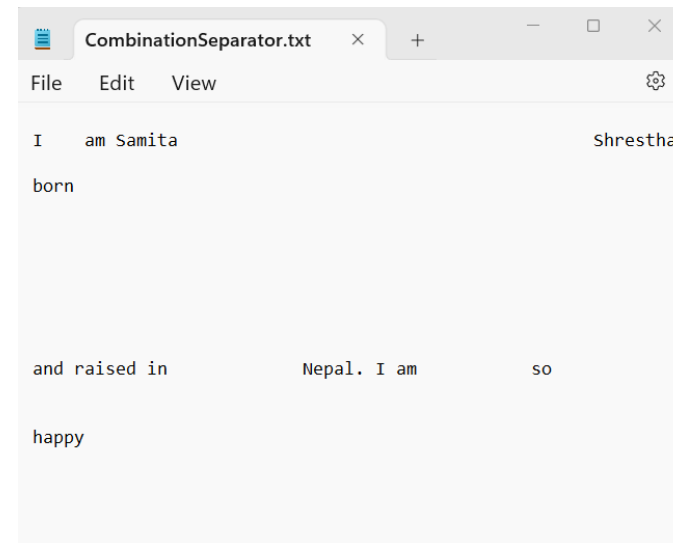 CombinationSeparator.txt
File Edit View
I am Samita Shrestha
born
and raised in Nepal. I am so
happy